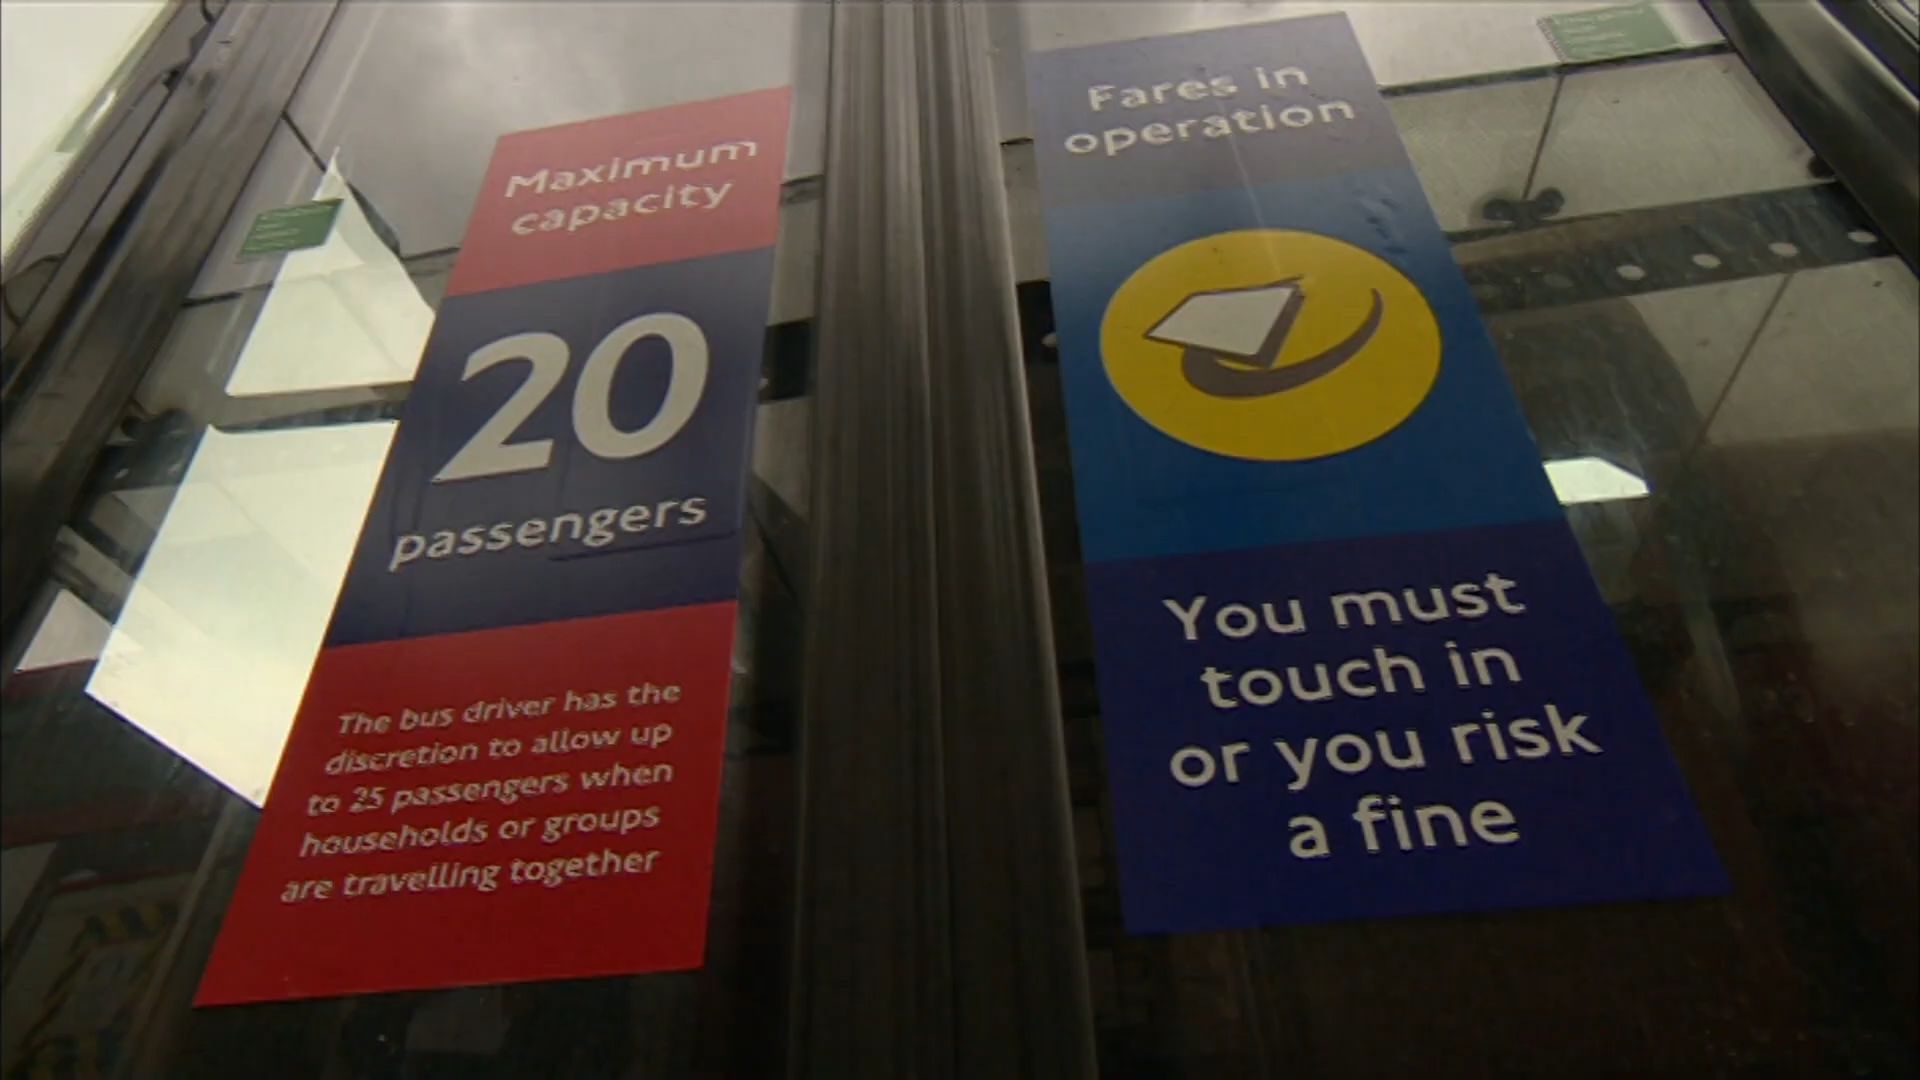 Maximum
capacity
20
passengers
The bus driver has the
discretion to allow up
to 25 passengers when
households or groups
are travelling together
Fares in
operation
You must
touch in
or you risk
a fine